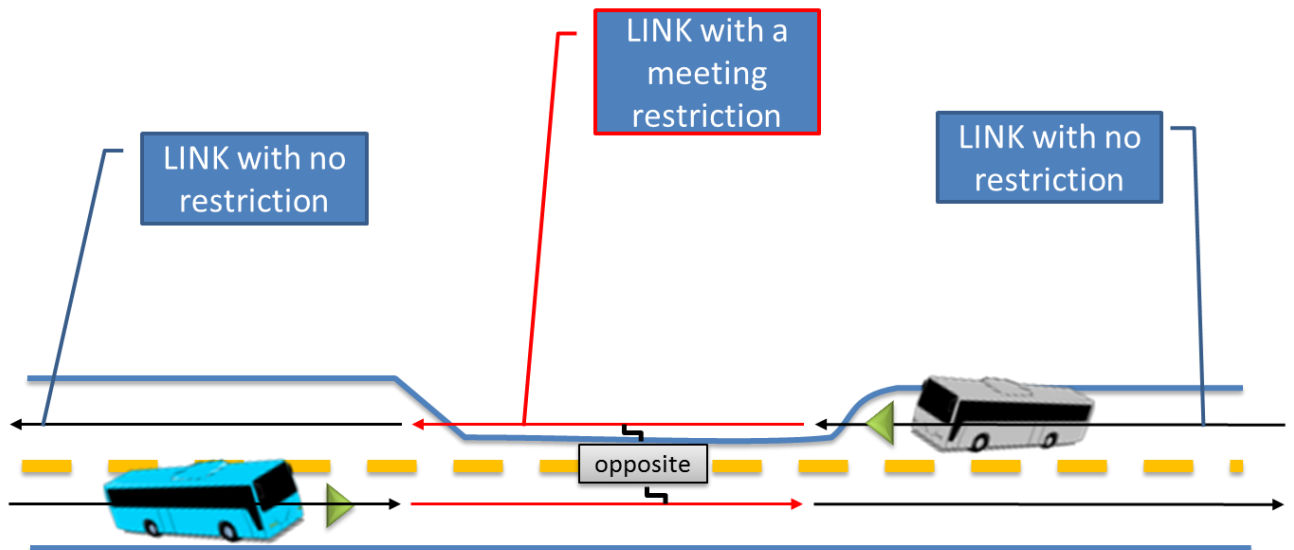 LINK with a
meeting
restriction
LINK with no
restriction
LINK with no
restriction
opposite